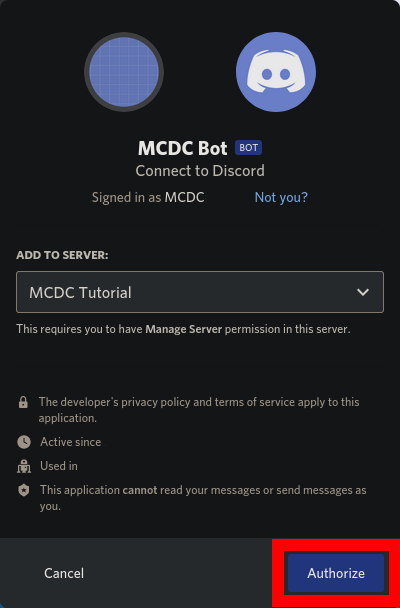 MCDC Bot BOT
Connect to Discord
Signed in as MCDC Not you?
ADD TO SERVER:
MCDC Tutorial
This requires you to have Manage Server permission in this server.
The developer's privacy policy and terms of service apply to this
application.
Active since
Used in
This application cannot read your messages or send messages as
you.
Cancel Authorize